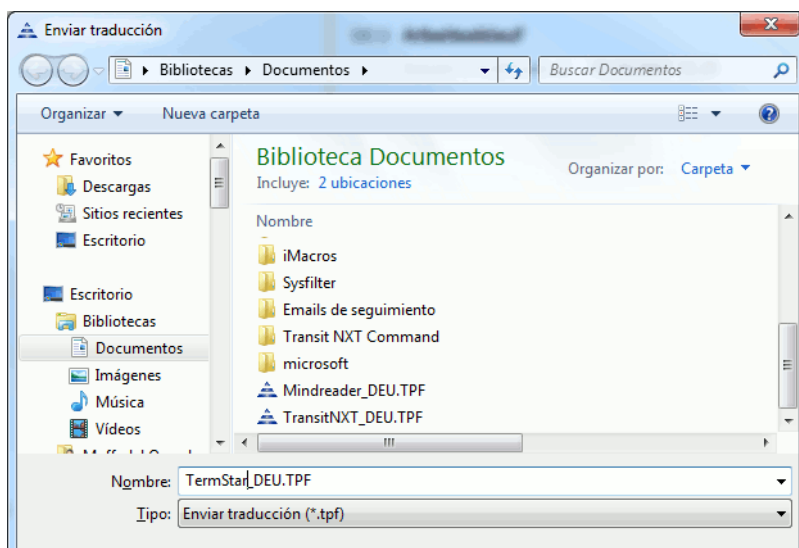 Enviar traducción
Bibliotecas Documentos Buscar Documentos
Organizar Nueva carpeta
Favoritos
Descargas
Sitios recientes
Escritorio
Escritorio
Bibliotecas
Documentos
Imágenes
Música
Vídeos
Biblioteca Documentos
Incluye: 2 ubicaciones
Organizar por: Carpeta
Nombre
iMacros
Sysfilter
Emails de seguimiento
Transit NXT Command
microsoft
Mindreader_DEU.TPF
TransitNXT_DEU.TPF
Nombre: TermStar_DEU.TPF
Tipo: Enviar traducción (*.tpf)